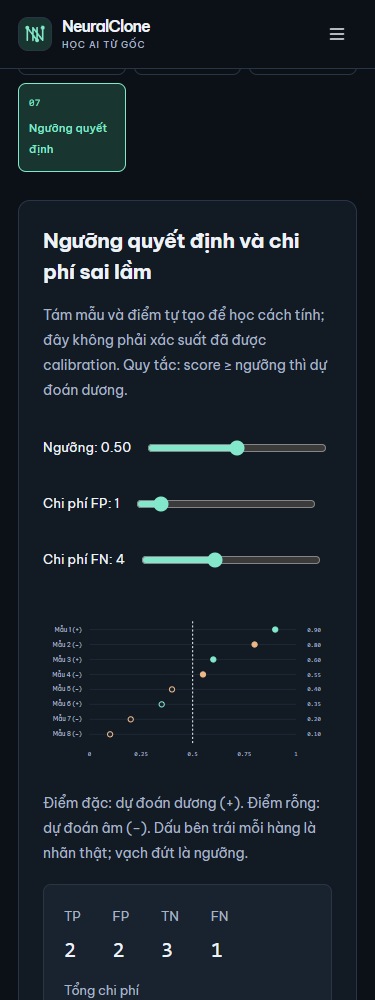 NeuralClone
HỌC AI TỪ GỐC
07
Ngưỡng quyết
định
Ngưỡng quyết định và chi
phí sai lầm
Tám mẫu và điểm tự tạo để học cách tính;
đây không phải xác suất đã được
calibration. Quy tắc: score ≥ ngưỡng thì dự
đoán dương.
Ngưỡng: 0.50
Chi phí FP: 1
Chi phí FN: 4
Mẫu 1 (+) 0.90
Mẫu 2 (−) 0.80
Mẫu 3 (+) 0.60
Mẫu 4 (−) 0.55
Mẫu 5 (−) 0.40
Mẫu 6 (+) 0.35
Mẫu 7 (−) 0.20
Mẫu 8 (−) 0.10
0 0.25 0.5 0.75 1
Điểm đặc: dự đoán dương (+). Điểm rỗng:
dự đoán âm (−). Dấu bên trái mỗi hàng là
nhãn thật; vạch đứt là ngưỡng.
TP FP TN FN
2 2 3 1
Tổng chi phí